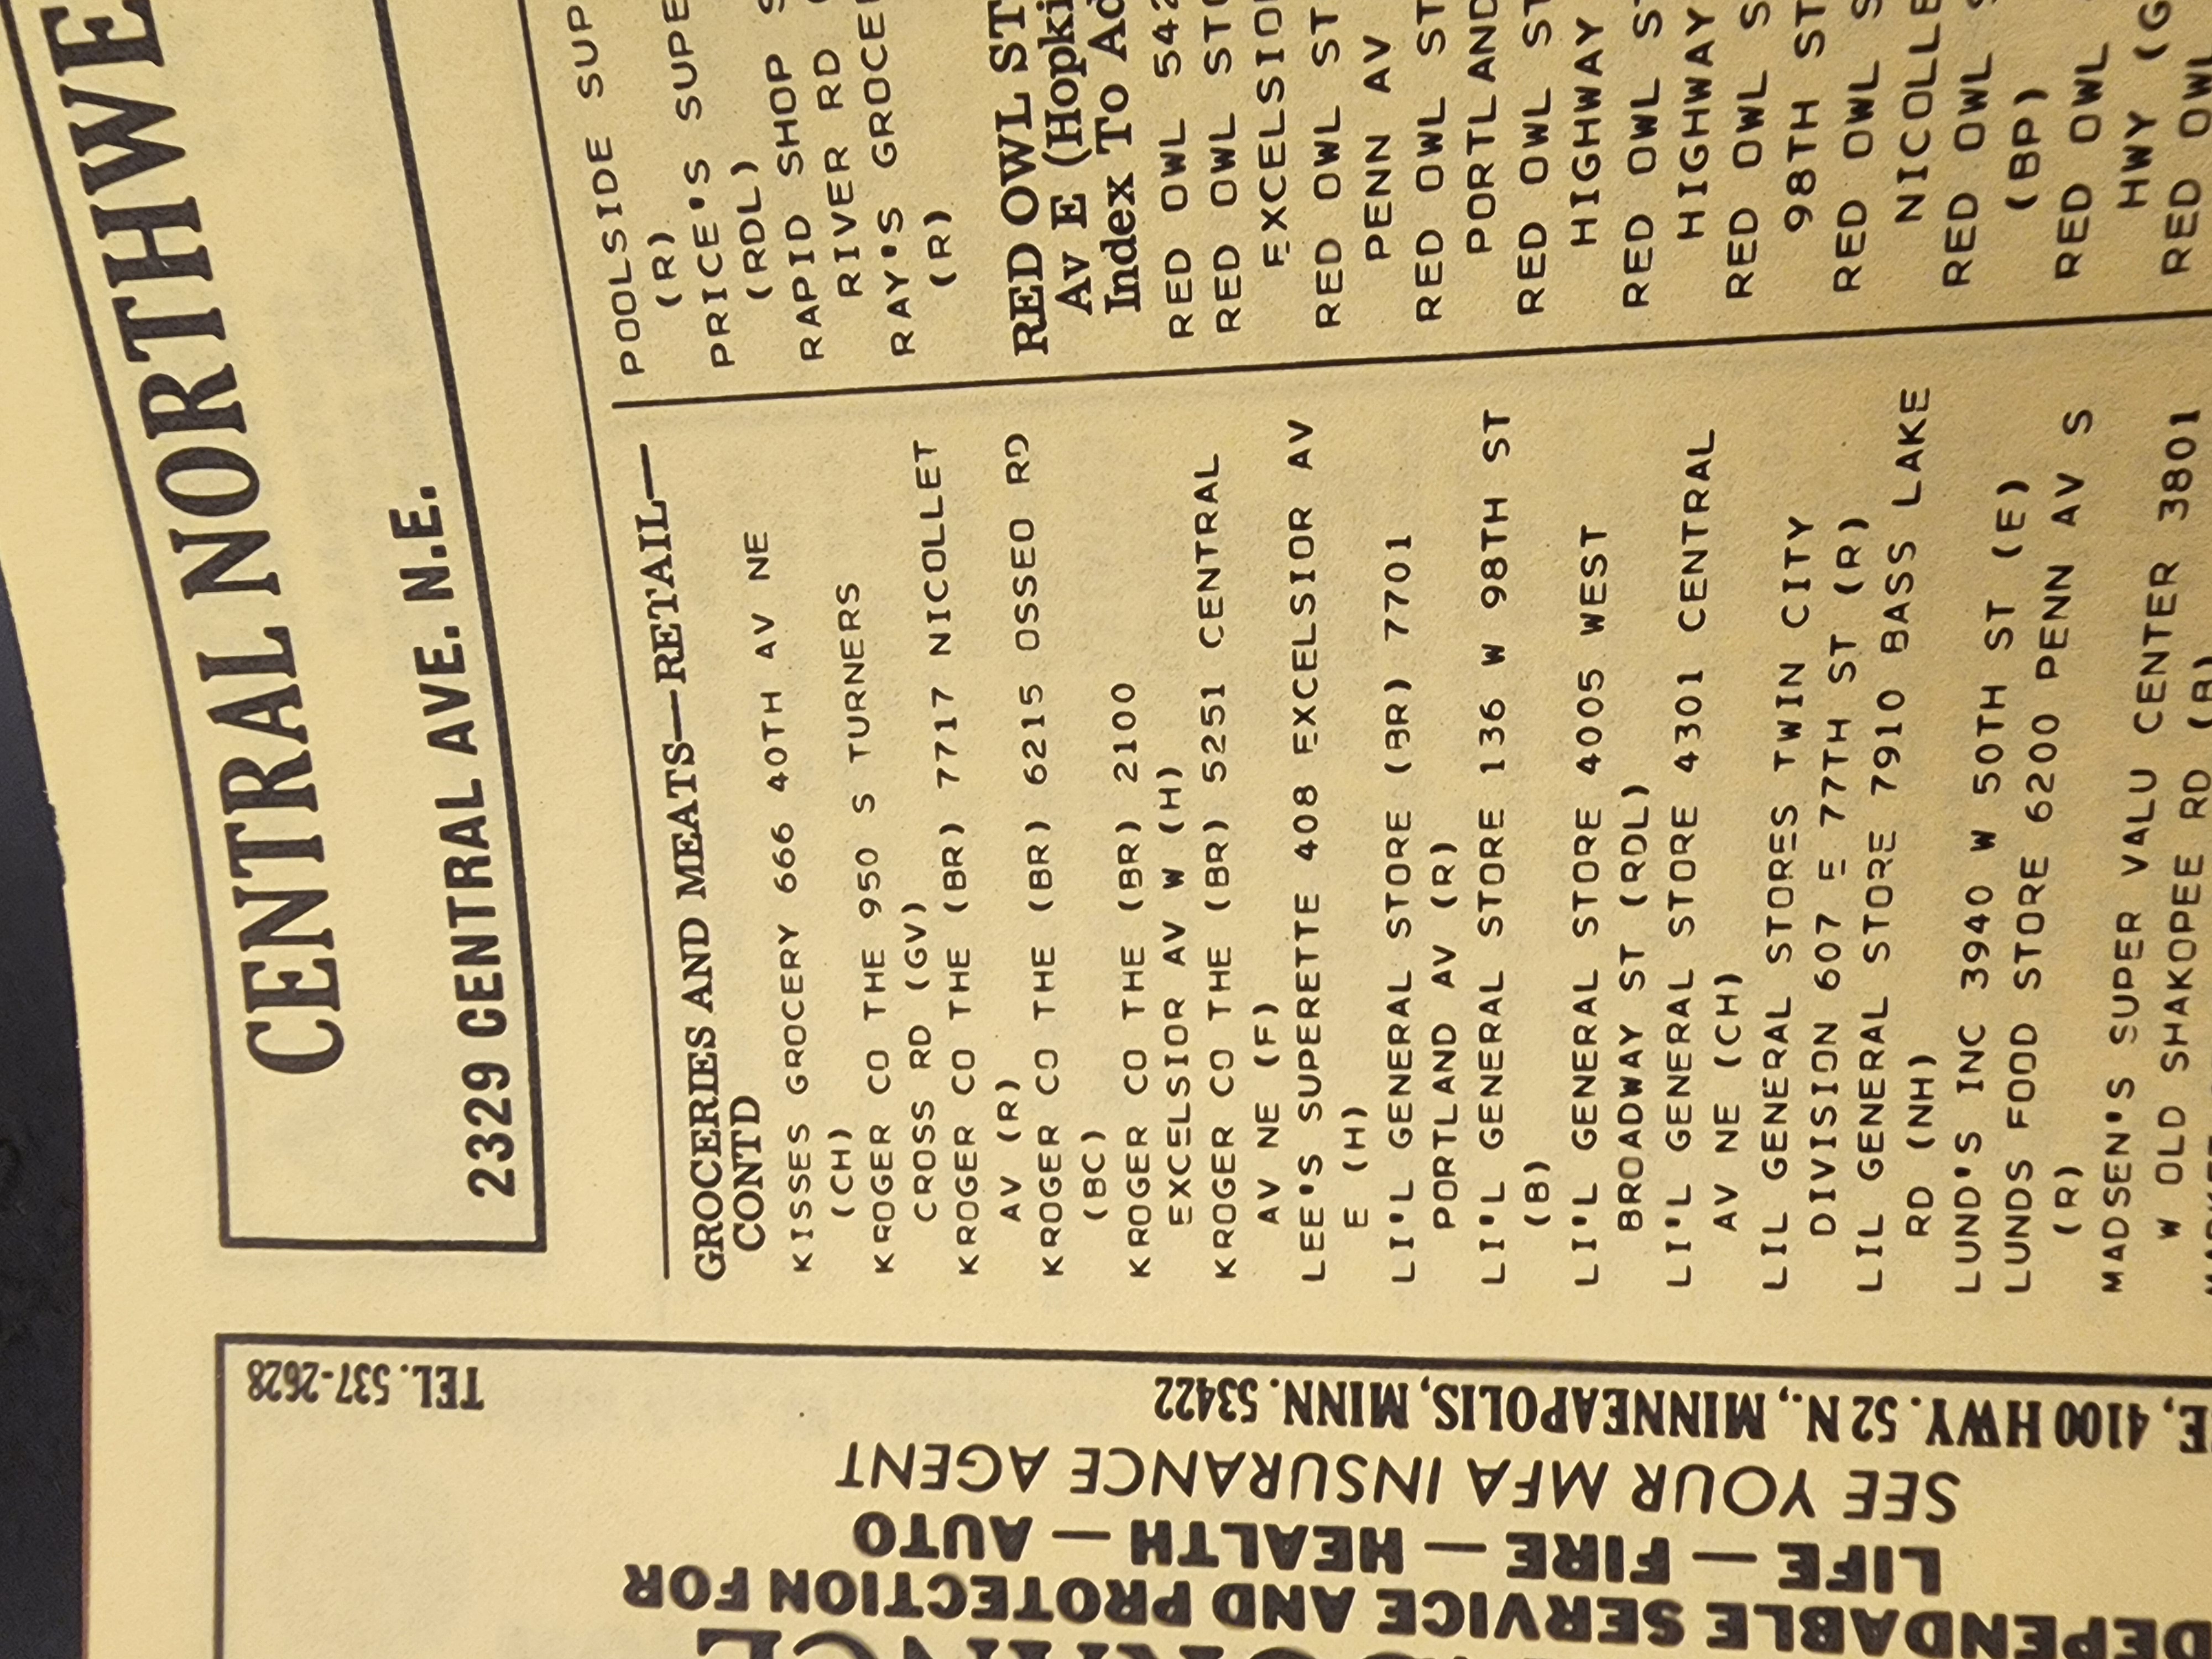 CENTRAL NORTHWE
2329 CENTRAL AVE. N.E.
GROCERIES AND MEATS—RETAIL—
CONTD
KISSES GROCERY 666 40TH AV NE
(CH)
KROGER CO THE 950 S TURNERS
CROSS RD (GV)
KROGER CO THE (BR) 7717 NICOLLET
AV (R)
KROGER CO THE (BR) 6215 OSSEO RD
(BC)
KROGER CO THE (BR) 2100
EXCELSIOR AV W (H)
KROGER CO THE (BR) 5251 CENTRAL
AV NE (F)
LEE'S SUPERETTE 408 EXCELSIOR AV
E (H)
LI'L GENERAL STORE (BR) 7701
PORTLAND AV (R)
LI'L GENERAL STORE 136 W 98TH ST
(B)
LI'L GENERAL STORE 4005 WEST
BROADWAY ST (RDL)
LI'L GENERAL STORE 4301 CENTRAL
AV NE (CH)
LIL GENERAL STORES TWIN CITY
DIVISION 607 E 77TH ST (R)
LIL GENERAL STORE 7910 BASS LAKE
RD (NH)
LUND'S INC 3940 W 50TH ST (E)
LUNDS FOOD STORE 6200 PENN AV S
(R)
MADSEN'S SUPER VALU CENTER 3801
W OLD SHAKOPEE RD (B)
POOLSIDE SUP
(R)
PRICE'S SUPE
(RDL)
RAPID SHOP S
RIVER RD
RAY'S GROCE
(R)
RED OWL ST
Av E (Hopki
Index To Ad
RED OWL 542
RED OWL STO
EXCELSIO
RED OWL ST
PENN AV
RED OWL ST
PORTLAND
RED OWL ST
HIGHWAY
RED OWL ST
HIGHWAY
RED OWL S
98TH ST
RED OWL S
NICOLLE
RED OWL S
(BP)
RED OWL
HWY (G
RED OWL
TEL. 537-2628
E, 4100 HWY. 52 N., MINNEAPOLIS, MINN. 53422
SEE YOUR MFA INSURANCE AGENT
LIFE — FIRE — HEALTH — AUTO
DEPENDABLE SERVICE AND PROTECTION FOR